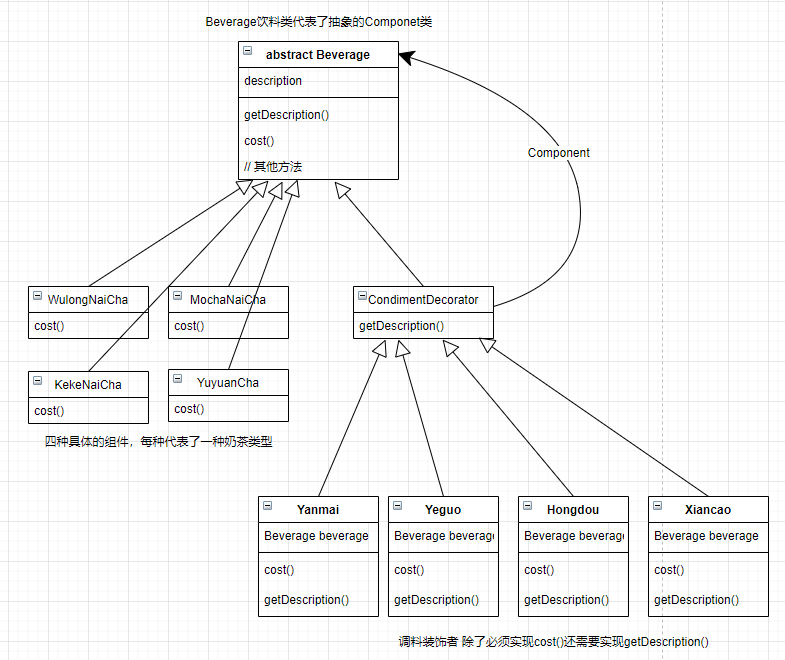 Beverage饮料类代表了抽象的Componet类
abstract Beverage
description
getDescription()
cost()
// 其他方法
Component
WulongNaiCha
cost()
MochaNaiCha
cost()
CondimentDecorator
getDescription()
KekeNaiCha
cost()
YuyuanCha
cost()
四种具体的组件，每种代表了一种奶茶类型
Yanmai
Beverage beverage
cost()
getDescription()
Yeguo
Beverage beverag
cost()
getDescription()
Hongdou
Beverage beverag
cost()
getDescription()
Xiancao
Beverage beverage
cost()
getDescription()
调料装饰者 除了必须实现cost()还需要实现getDescription()